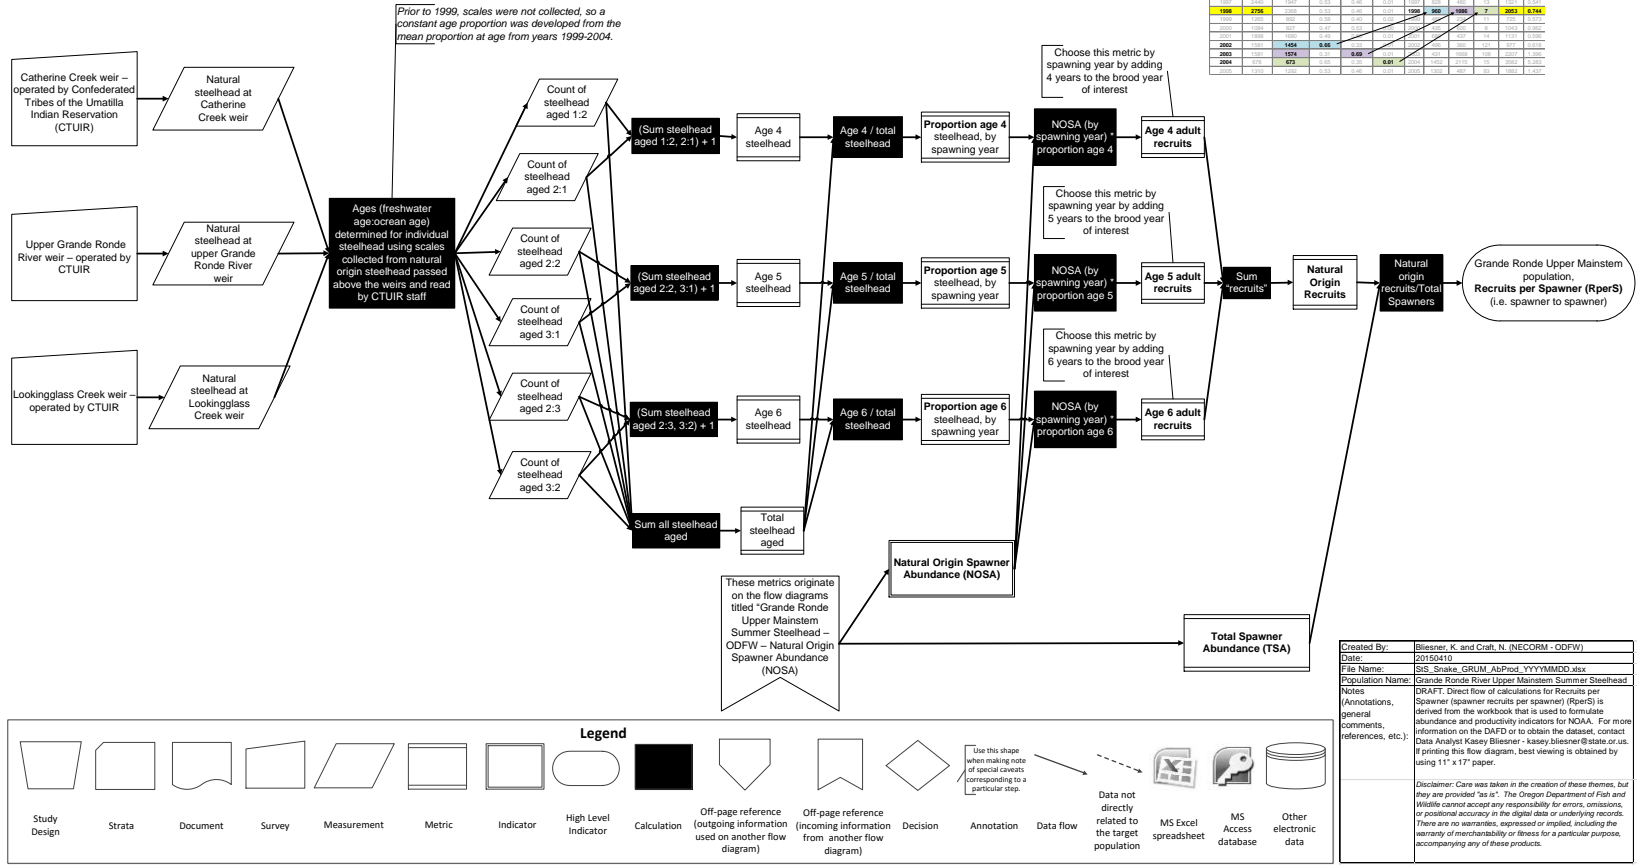 Prior to 1999, scales were not collected, so a
constant age proportion was developed from the
mean proportion at age from years 1999-2004.
1998 2756 1998 960 1086 7 2053 0.744
2002 1454 0.66
2003 1574 0.69
2004 673 0.01
Catherine Creek weir –
operated by Confederated
Tribes of the Umatilla
Indian Reservation
(CTUIR)
Natural
steelhead at
Catherine
Creek weir
Upper Grande Ronde
River weir – operated by
CTUIR
Natural
steelhead at
upper Grande
Ronde River
weir
Lookingglass Creek weir –
operated by CTUIR
Natural
steelhead at
Lookingglass
Creek weir
Ages (freshwater
age:ocrean age)
determined for individual
steelhead using scales
collected from natural
origin steelhead passed
above the weirs and read
by CTUIR staff
Count of
steelhead
aged 1:2
Count of
steelhead
aged 2:1
Count of
steelhead
aged 2:2
Count of
steelhead
aged 3:1
Count of
steelhead
aged 2:3
Count of
steelhead
aged 3:2
(Sum steelhead
aged 1:2, 2:1) + 1
Age 4
steelhead
Age 4 / total
steelhead
Proportion age 4
steelhead, by
spawning year
NOSA (by
spawning year) *
proportion age 4
Age 4 adult
recruits
Choose this metric by
spawning year by adding
4 years to the brood year
of interest
(Sum steelhead
aged 2:2, 3:1) + 1
Age 5
steelhead
Age 5 / total
steelhead
Proportion age 5
steelhead, by
spawning year
NOSA (by
spawning year) *
proportion age 5
Age 5 adult
recruits
Choose this metric by
spawning year by adding
5 years to the brood year
of interest
(Sum steelhead
aged 2:3, 3:2) + 1
Age 6
steelhead
Age 6 / total
steelhead
Proportion age 6
steelhead, by
spawning year
NOSA (by
spawning year) *
proportion age 6
Age 6 adult
recruits
Choose this metric by
spawning year by adding
6 years to the brood year
of interest
Sum
“recruits”
Natural
Origin
Recruits
Natural
origin
recruits/Total
Spawners
Grande Ronde Upper Mainstem
population,
Recruits per Spawner (RperS)
(i.e. spawner to spawner)
Sum all steelhead
aged
Total
steelhead
aged
Natural Origin Spawner
Abundance (NOSA)
These metrics originate
on the flow diagrams
titled “Grande Ronde
Upper Mainstem
Summer Steelhead –
ODFW – Natural Origin
Spawner Abundance
(NOSA)
Total Spawner
Abundance (TSA)
Created By: Bliesner, K. and Craft, N. (NECORM - ODFW)
Date: 20150410
File Name: StS_Snake_GRUM_AbProd_YYYYMMDD.xlsx
Population Name: Grande Ronde River Upper Mainstem Summer Steelhead
Notes
(Annotations,
general
comments,
references, etc.):
DRAFT. Direct flow of calculations for Recruits per
Spawner (spawner recruits per spawner) (RperS) is
derived from the workbook that is used to formulate
abundance and productivity indicators for NOAA. For more
information on the DAFD or to obtain the dataset, contact
Data Analyst Kasey Bliesner - kasey.bliesner@state.or.us.
If printing this flow diagram, best viewing is obtained by
using 11" x 17" paper.
Disclaimer: Care was taken in the creation of these themes, but
they are provided "as is". The Oregon Department of Fish and
Wildlife cannot accept any responsibility for errors, omissions,
or positional accuracy in the digital data or underlying records.
There are no warranties, expressed or implied, including the
warranty of merchantability or fitness for a particular purpose,
accompanying any of these products.
Legend
Study
Design
Strata
Document
Survey
Measurement
Metric
Indicator
High Level
Indicator
Calculation
Off-page reference
(outgoing information
used on another flow
diagram)
Off-page reference
(incoming information
from another flow
diagram)
Decision
Use this shape
when making note
of special caveats
corresponding to a
particular step.
Annotation
Data flow
Data not
directly
related to
the target
population
MS Excel
spreadsheet
MS
Access
database
Other
electronic
data